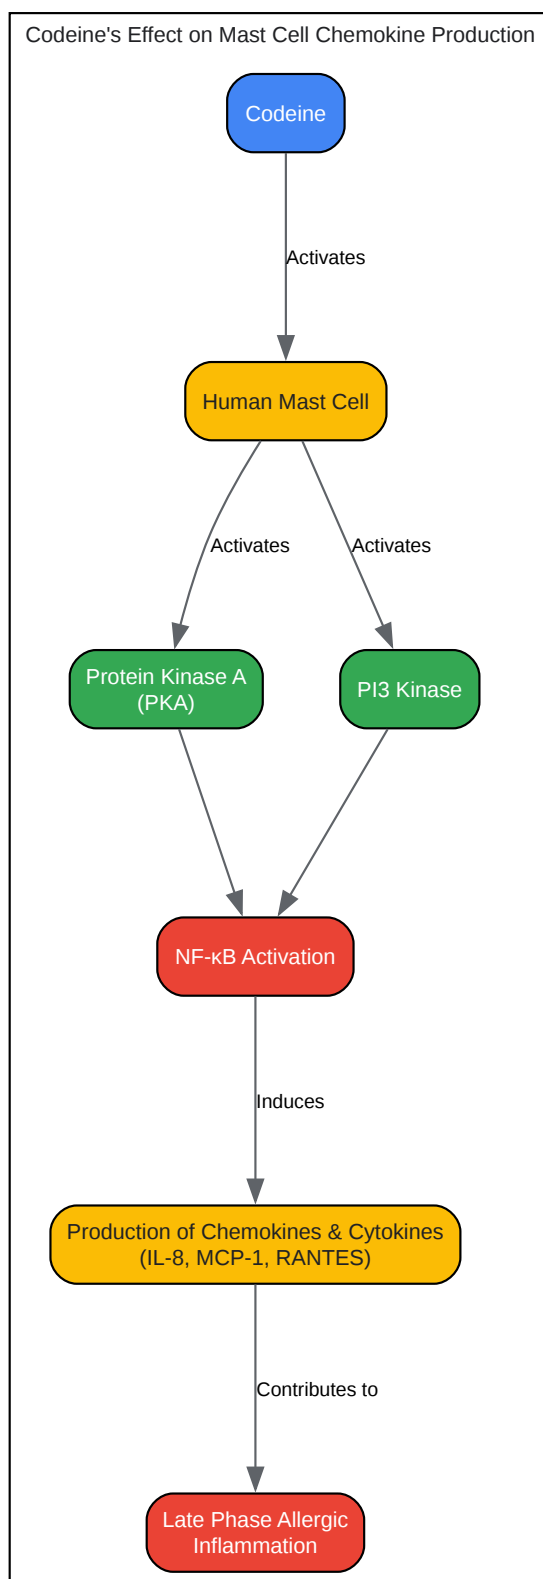 Codeine's Effect on Mast Cell Chemokine Production
Codeine
Activates
Human Mast Cell
Activates
Activates
Protein Kinase A
(PKA)
PI3 Kinase
NF-κB Activation
Induces
Production of Chemokines & Cytokines
(IL-8, MCP-1, RANTES)
Contributes to
Late Phase Allergic
Inflammation